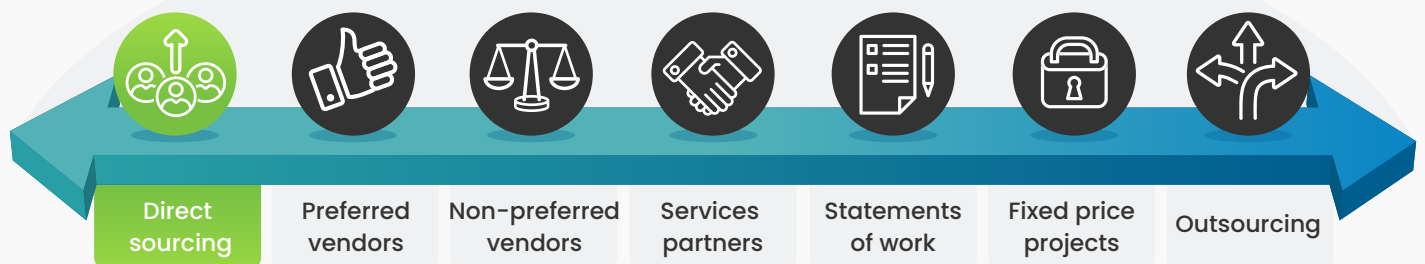 Direct
sourcing
Preferred
vendors
Non-preferred
vendors
Services
partners
Statements
of work
Fixed price
projects
Outsourcing